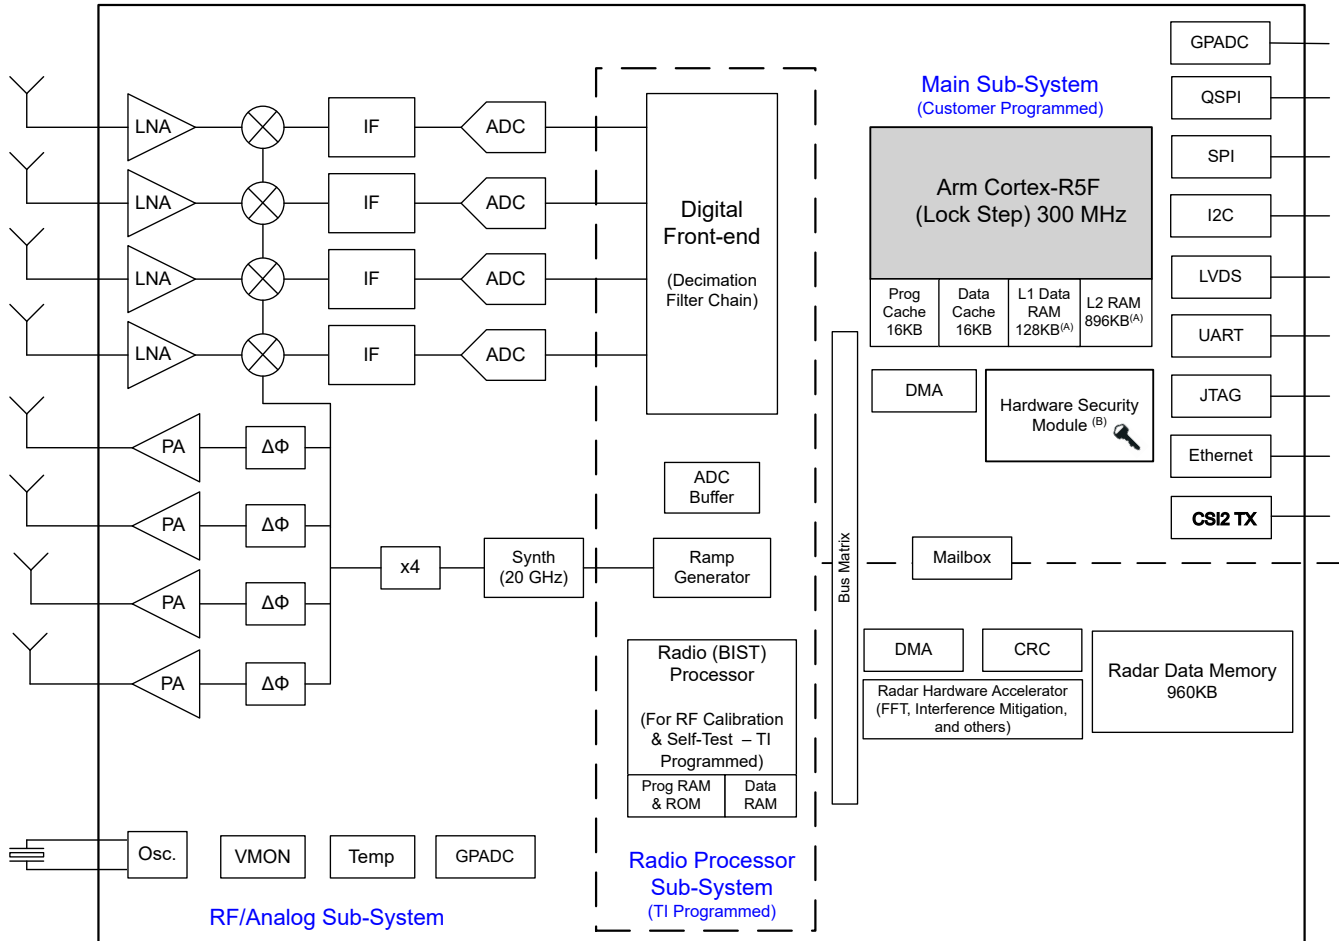 LNA
IF
ADC
LNA
IF
ADC
LNA
IF
ADC
LNA
IF
ADC
PA
ΔΦ
PA
ΔΦ
PA
ΔΦ
PA
ΔΦ
x4
Synth
(20 GHz)
Osc.
VMON
Temp
GPADC
RF/Analog Sub-System
Digital
Front-end
(Decimation
Filter Chain)
ADC
Buffer
Ramp
Generator
Radio (BIST)
Processor
(For RF Calibration
& Self-Test – TI
Programmed)
Prog RAM
& ROM
Data
RAM
Radio Processor
Sub-System
(TI Programmed)
Main Sub-System
(Customer Programmed)
Arm Cortex-R5F
(Lock Step) 300 MHz
Prog
Cache
16KB
Data
Cache
16KB
L1 Data
RAM
128KB(A)
L2 RAM
896KB(A)
DMA
Hardware Security
Module (B)
Bus Matrix
Mailbox
DMA
CRC
Radar Hardware Accelerator
(FFT, Interference Mitigation,
and others)
Radar Data Memory
960KB
GPADC
QSPI
SPI
I2C
LVDS
UART
JTAG
Ethernet
CSI2 TX